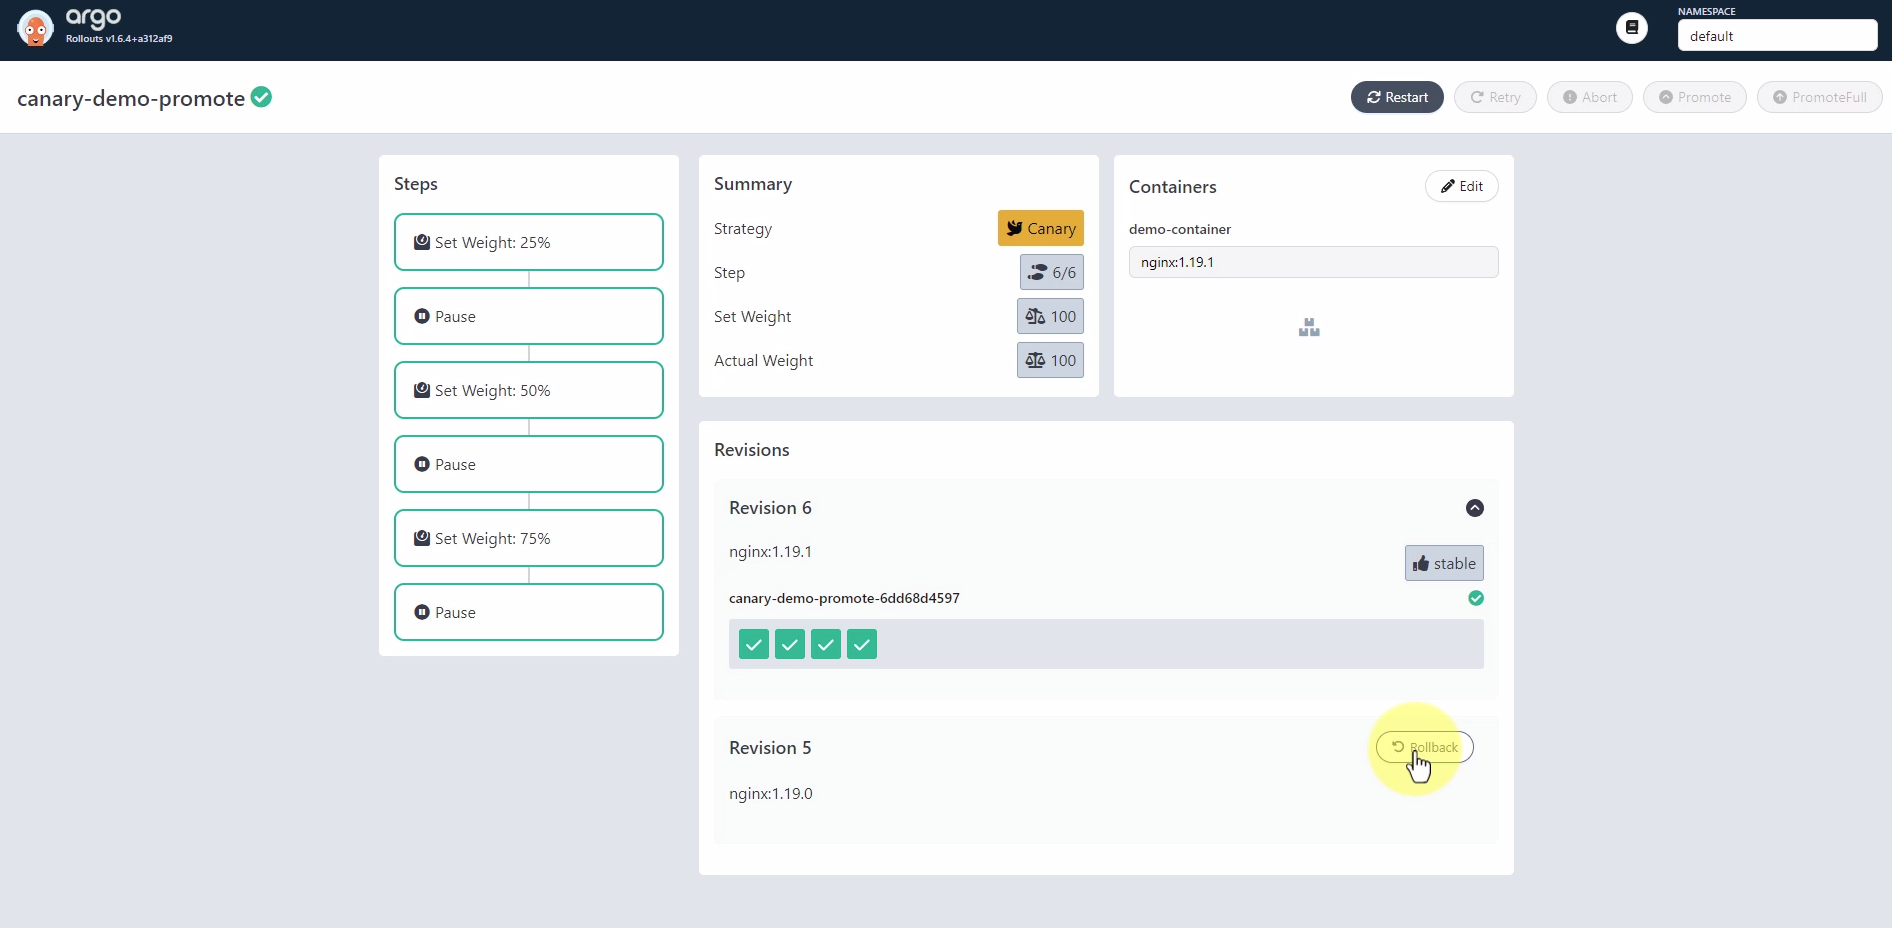 argo
Rollouts v1.6.4+a312af9
NAMESPACE
default
canary-demo-promote
Restart
Retry
Abort
Promote
PromoteFull
Steps
Set Weight: 25%
Pause
Set Weight: 50%
Pause
Set Weight: 75%
Pause
Summary
Strategy
Canary
Step
6/6
Set Weight
100
Actual Weight
100
Containers
Edit
demo-container
nginx:1.19.1
Revisions
Revision 6
nginx:1.19.1
stable
canary-demo-promote-6dd68d4597
Revision 5
Rollback
nginx:1.19.0